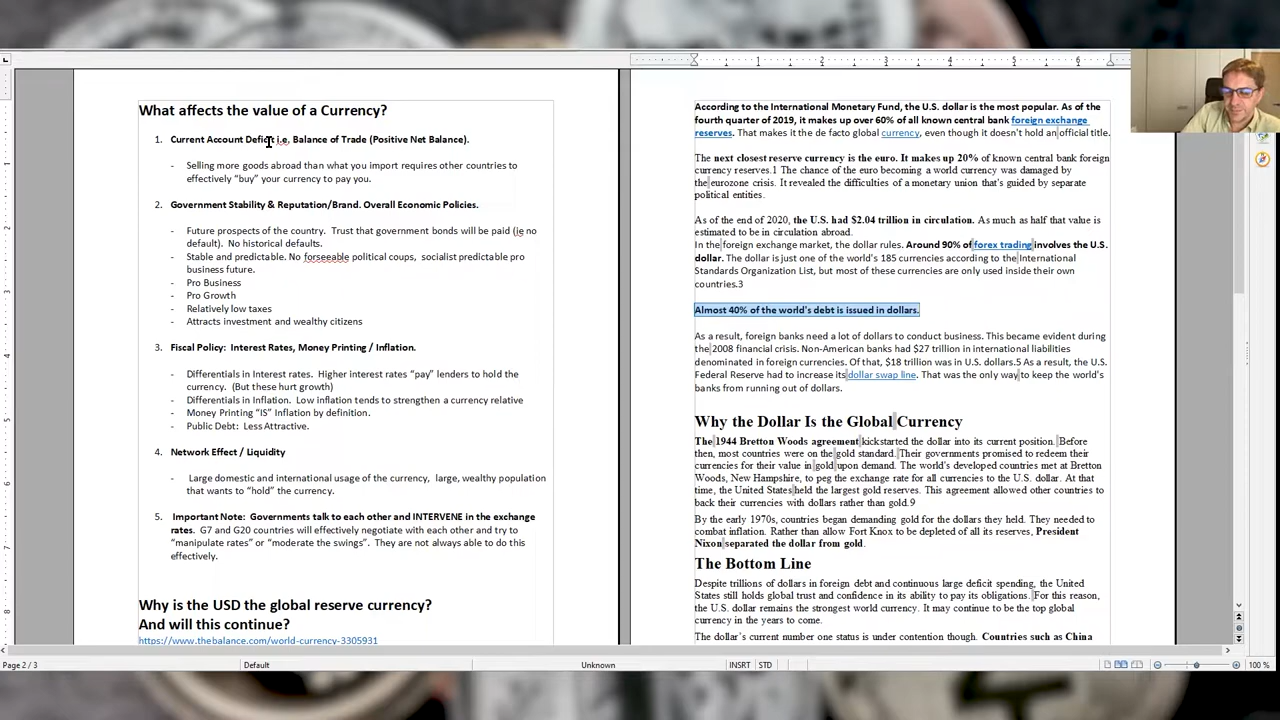 What affects the value of a Currency?
1. Current Account Deficit i.e, Balance of Trade (Positive Net Balance).
- Selling more goods abroad than what you import requires other countries to
effectively “buy” your currency to pay you.
2. Government Stability & Reputation/Brand. Overall Economic Policies.
- Future prospects of the country. Trust that government bonds will be paid (ie no
default). No historical defaults.
- Stable and predictable. No forseeable political coups, socialist predictable pro
business future.
- Pro Business
- Pro Growth
- Relatively low taxes
- Attracts investment and wealthy citizens
3. Fiscal Policy: Interest Rates, Money Printing / Inflation.
- Differentials in Interest rates. Higher interest rates “pay” lenders to hold the
currency. (But these hurt growth)
- Differentials in Inflation. Low inflation tends to strengthen a currency relative
- Money Printing “IS” Inflation by definition.
- Public Debt: Less Attractive.
4. Network Effect / Liquidity
- Large domestic and international usage of the currency, large, wealthy population
that wants to “hold” the currency.
5. Important Note: Governments talk to each other and INTERVENE in the exchange
rates. G7 and G20 countries will effectively negotiate with each other and try to
“manipulate rates” or “moderate the swings”. They are not always able to do this
effectively.
Why is the USD the global reserve currency?
And will this continue?
https://www.thebalance.com/world-currency-3305931
According to the International Monetary Fund, the U.S. dollar is the most popular. As of the
fourth quarter of 2019, it makes up over 60% of all known central bank foreign exchange
reserves. That makes it the de facto global currency, even though it doesn't hold an official title.
The next closest reserve currency is the euro. It makes up 20% of known central bank foreign
currency reserves.1 The chance of the euro becoming a world currency was damaged by
the eurozone crisis. It revealed the difficulties of a monetary union that's guided by separate
political entities.
As of the end of 2020, the U.S. had $2.04 trillion in circulation. As much as half that value is
estimated to be in circulation abroad.
In the foreign exchange market, the dollar rules. Around 90% of forex trading involves the U.S.
dollar. The dollar is just one of the world's 185 currencies according to the International
Standards Organization List, but most of these currencies are only used inside their own
countries.3
Almost 40% of the world's debt is issued in dollars.
As a result, foreign banks need a lot of dollars to conduct business. This became evident during
the 2008 financial crisis. Non-American banks had $27 trillion in international liabilities
denominated in foreign currencies. Of that, $18 trillion was in U.S. dollars.5 As a result, the U.S.
Federal Reserve had to increase its dollar swap line. That was the only way to keep the world's
banks from running out of dollars.
Why the Dollar Is the Global Currency
The 1944 Bretton Woods agreement kickstarted the dollar into its current position. Before
then, most countries were on the gold standard. Their governments promised to redeem their
currencies for their value in gold upon demand. The world's developed countries met at Bretton
Woods, New Hampshire, to peg the exchange rate for all currencies to the U.S. dollar. At that
time, the United States held the largest gold reserves. This agreement allowed other countries to
back their currencies with dollars rather than gold.9
By the early 1970s, countries began demanding gold for the dollars they held. They needed to
combat inflation. Rather than allow Fort Knox to be depleted of all its reserves, President
Nixon separated the dollar from gold.
The Bottom Line
Despite trillions of dollars in foreign debt and continuous large deficit spending, the United
States still holds global trust and confidence in its ability to pay its obligations. For this reason,
the U.S. dollar remains the strongest world currency. It may continue to be the top global
currency in the years to come.
The dollar's current number one status is under contention though. Countries such as China
Page 2 / 3
Default
Unknown
INSRT
STD
100 %